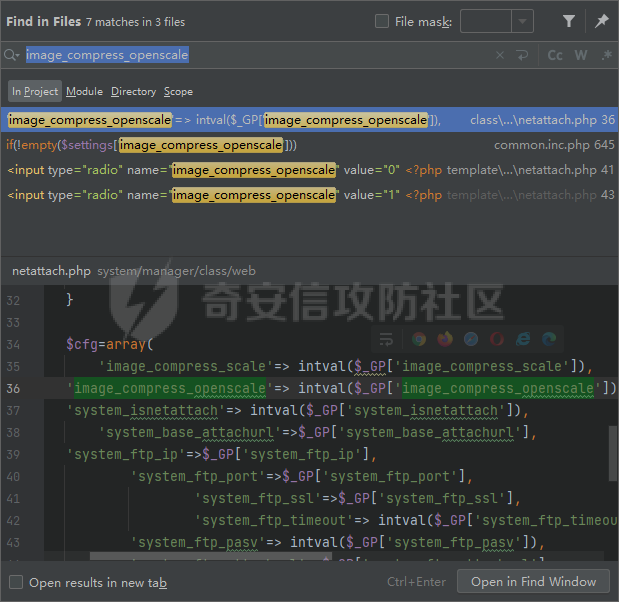 Find in Files 7 matches in 3 files
File mask:
image_compress_openscale
Cc W .*
In Project Module Directory Scope
'image_compress_openscale'=> intval($_GP['image_compress_openscale']), class\...\netattach.php 36
if(!empty($settings['image_compress_openscale'])) common.inc.php 645
<input type="radio" name="image_compress_openscale" value="0" <?php template\...\netattach.php 41
<input type="radio" name="image_compress_openscale" value="1" <?php template\...\netattach.php 43
netattach.php system/manager/class/web
奇安信攻防社区
32 }
33
34 $cfg=array(
35 'image_compress_scale'=> intval($_GP['image_compress_scale']),
36 'image_compress_openscale'=> intval($_GP['image_compress_openscale'])
37 'system_isnetattach'=> intval($_GP['system_isnetattach']),
38 'system_base_attachurl'=>$_GP['system_base_attachurl'],
39 'system_ftp_ip'=>$_GP['system_ftp_ip'],
40 'system_ftp_port'=>$_GP['system_ftp_port'],
41 'system_ftp_ssl'=>$_GP['system_ftp_ssl'],
42 'system_ftp_timeout'=> intval($_GP['system_ftp_timeou
43 'system_ftp_pasv'=> intval($_GP['system_ftp_pasv']),
Open results in new tab Ctrl+Enter Open in Find Window